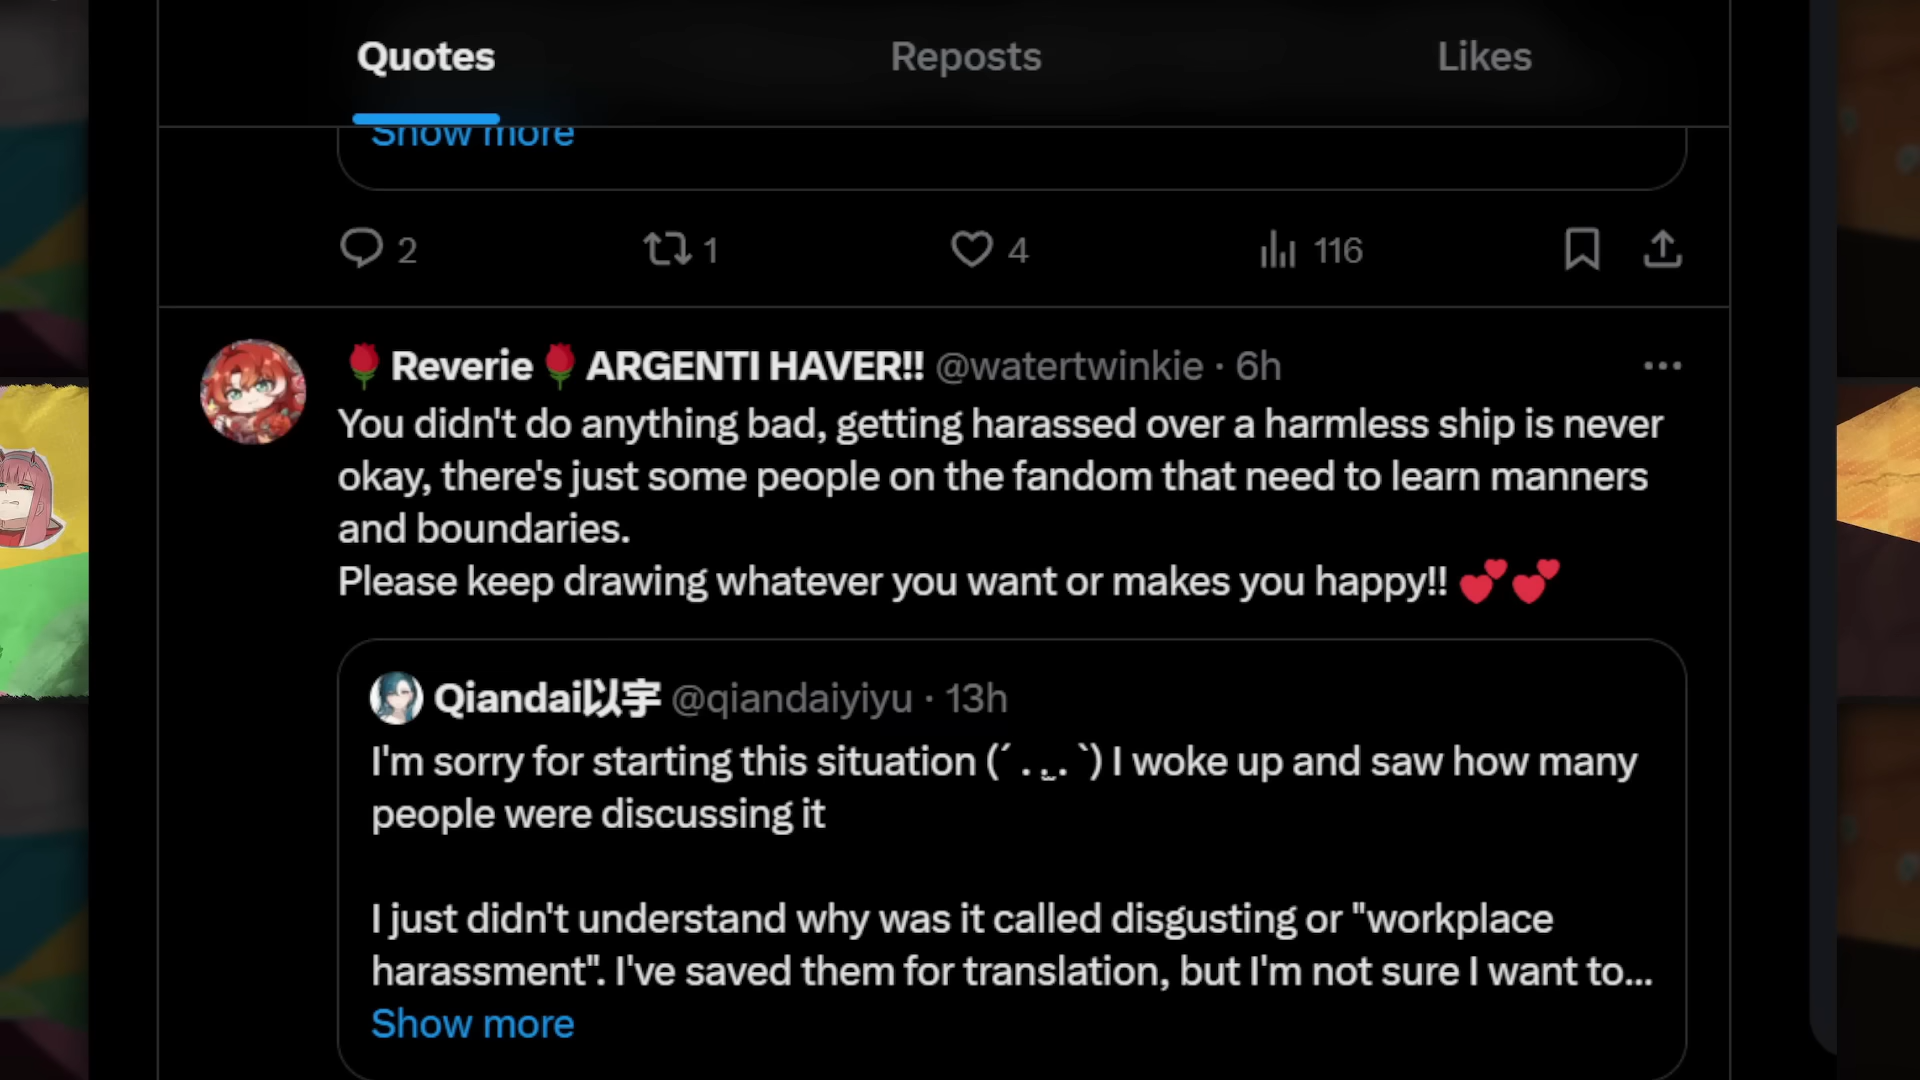 Quotes Reposts Likes
Show more
2 1 4 116
🌹Reverie🌹ARGENTI HAVER!! @watertwinkie · 6h
You didn't do anything bad, getting harassed over a harmless ship is never
okay, there's just some people on the fandom that need to learn manners
and boundaries.
Please keep drawing whatever you want or makes you happy!! 💕💕
Qiandai以宇 @qiandaiyiyu · 13h
I'm sorry for starting this situation (´ . .̫ . `) I woke up and saw how many
people were discussing it
I just didn't understand why was it called disgusting or "workplace
harassment". I've saved them for translation, but I'm not sure I want to...
Show more